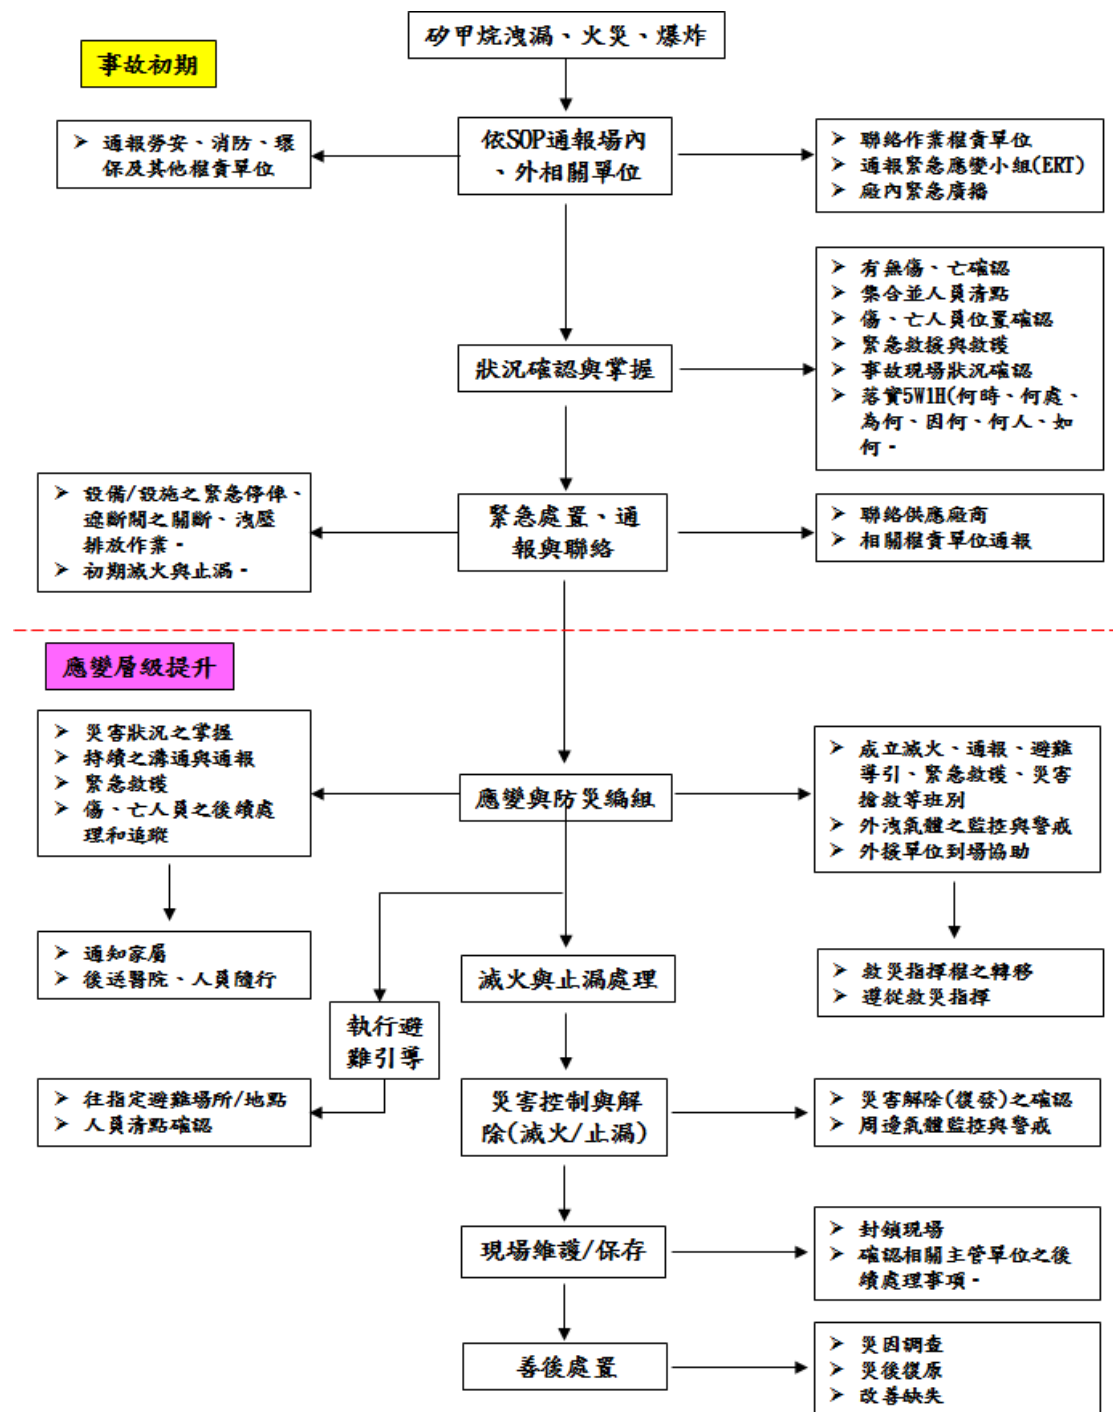 矽甲烷洩漏、火災、爆炸
事故初期
➤ 通報勞安、消防、環
保及其他權責單位
依SOP通報場內
、外相關單位
➤ 聯絡作業權責單位
➤ 通報緊急應變小組(ERT)
➤ 廠內緊急廣播
➤ 有無傷、亡確認
➤ 集合並人員清點
➤ 傷、亡人員位置確認
➤ 緊急救援與救護
➤ 事故現場狀況確認
➤ 落實5W1H(何時、何處、
為何、因何、何人、如
何。
狀況確認與掌握
➤ 設備/設施之緊急停俥、
遮斷閥之關斷、洩壓
排放作業。
➤ 初期滅火與止漏。
緊急處置、通
報與聯絡
➤ 聯絡供應廠商
➤ 相關權責單位通報
應變層級提升
➤ 災害狀況之掌握
➤ 持續之溝通與通報
➤ 緊急救護
➤ 傷、亡人員之後續處
理和追蹤
應變與防災編組
➤ 成立滅火、通報、避難
導引、緊急救護、災害
搶救等班別
➤ 外洩氣體之監控與警戒
➤ 外援單位到場協助
➤ 通知家屬
➤ 後送醫院、人員隨行
滅火與止漏處理
➤ 救災指揮權之轉移
➤ 遵從救災指揮
執行避
難引導
➤ 往指定避難場所/地點
➤ 人員清點確認
災害控制與解
除(滅火/止漏)
➤ 災害解除(復發)之確認
➤ 周邊氣體監控與警戒
現場維護/保存
➤ 封鎖現場
➤ 確認相關主管單位之後
續處理事項。
善後處置
➤ 災因調查
➤ 災後復原
➤ 改善缺失